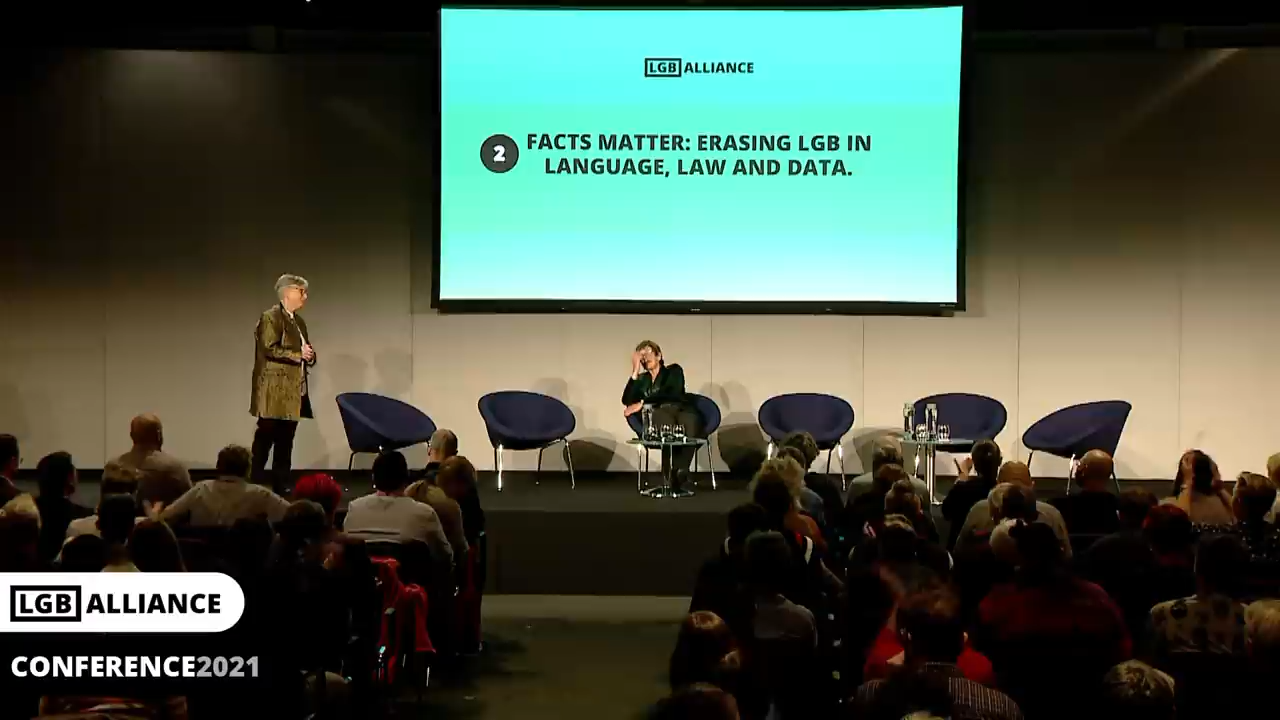 LGB ALLIANCE
2 FACTS MATTER: ERASING LGB IN
LANGUAGE, LAW AND DATA.
LGB ALLIANCE
CONFERENCE2021